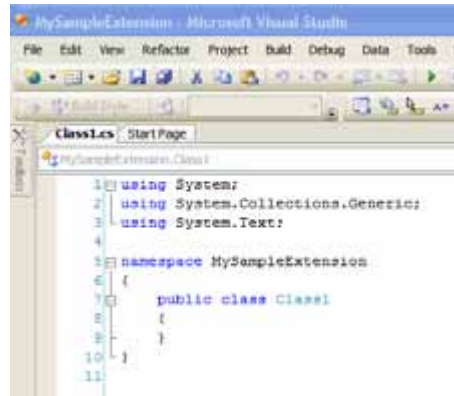 MySampleExtension - Microsoft Visual Studio
File Edit View Refactor Project Build Debug Data Tools
Class1.cs Start Page
MySampleExtension.Class1
1 using System;
2 using System.Collections.Generic;
3 using System.Text;
4
5 namespace MySampleExtension
6 {
7 public class Class1
8 {
9 }
10 }
11